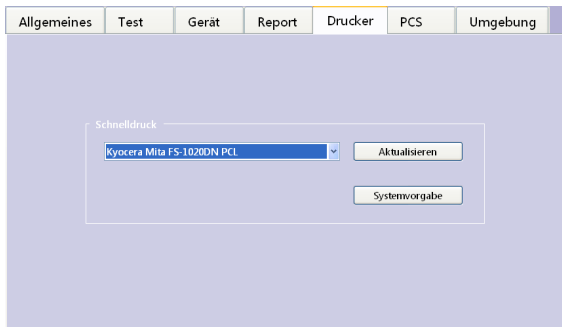 Allgemeines Test Gerät Report Drucker PCS Umgebung
Schnelldruck
Kyocera Mita FS-1020DN PCL Aktualisieren
Systemvorgabe